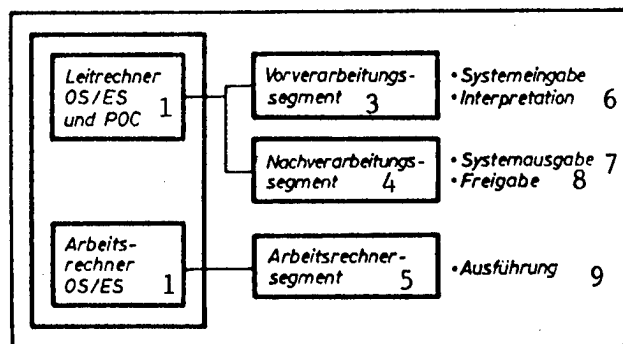 Leitrechner
OS/ES
und POC 1
Vorverarbeitungs-
segment 3
• Systemeingabe
• Interpretation 6
Nachverarbeitungs-
segment 4
• Systemausgabe 7
• Freigabe 8
Arbeits-
rechner
OS/ES 1
Arbeitsrechner-
segment 5
• Ausführung 9